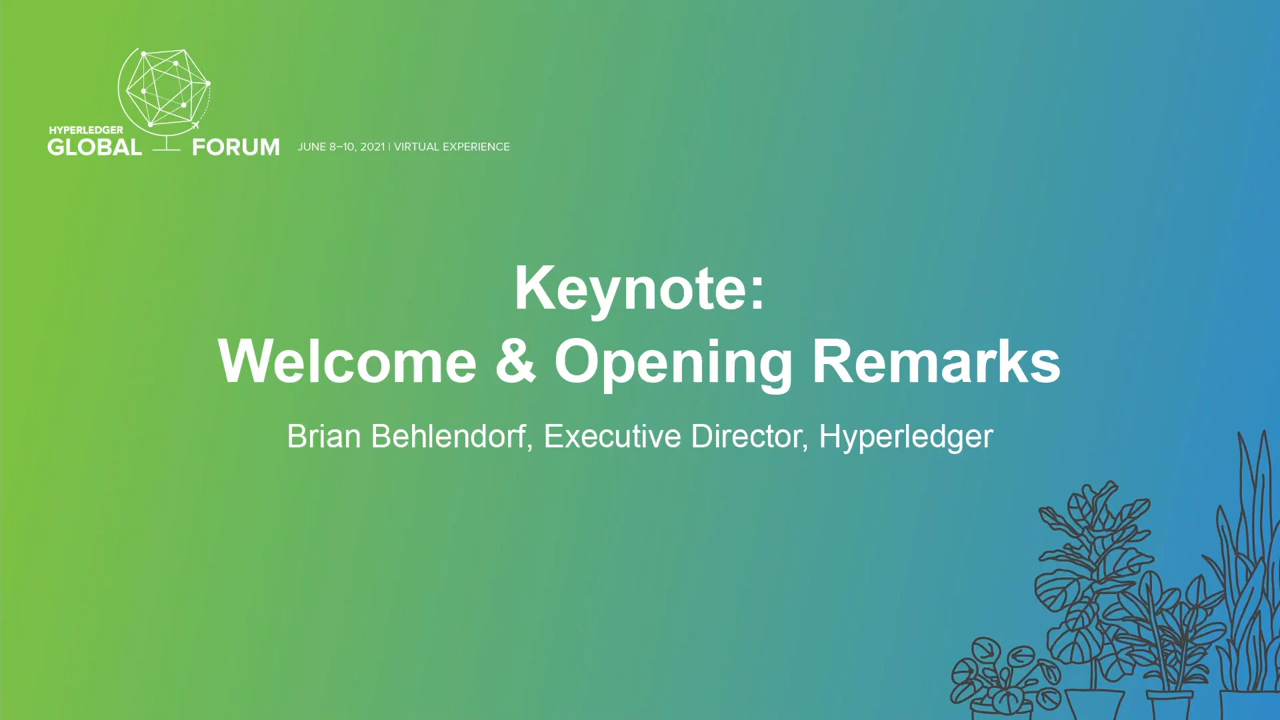 HYPERLEDGER
GLOBAL FORUM JUNE 8–10, 2021 | VIRTUAL EXPERIENCE
Keynote:
Welcome & Opening Remarks
Brian Behlendorf, Executive Director, Hyperledger